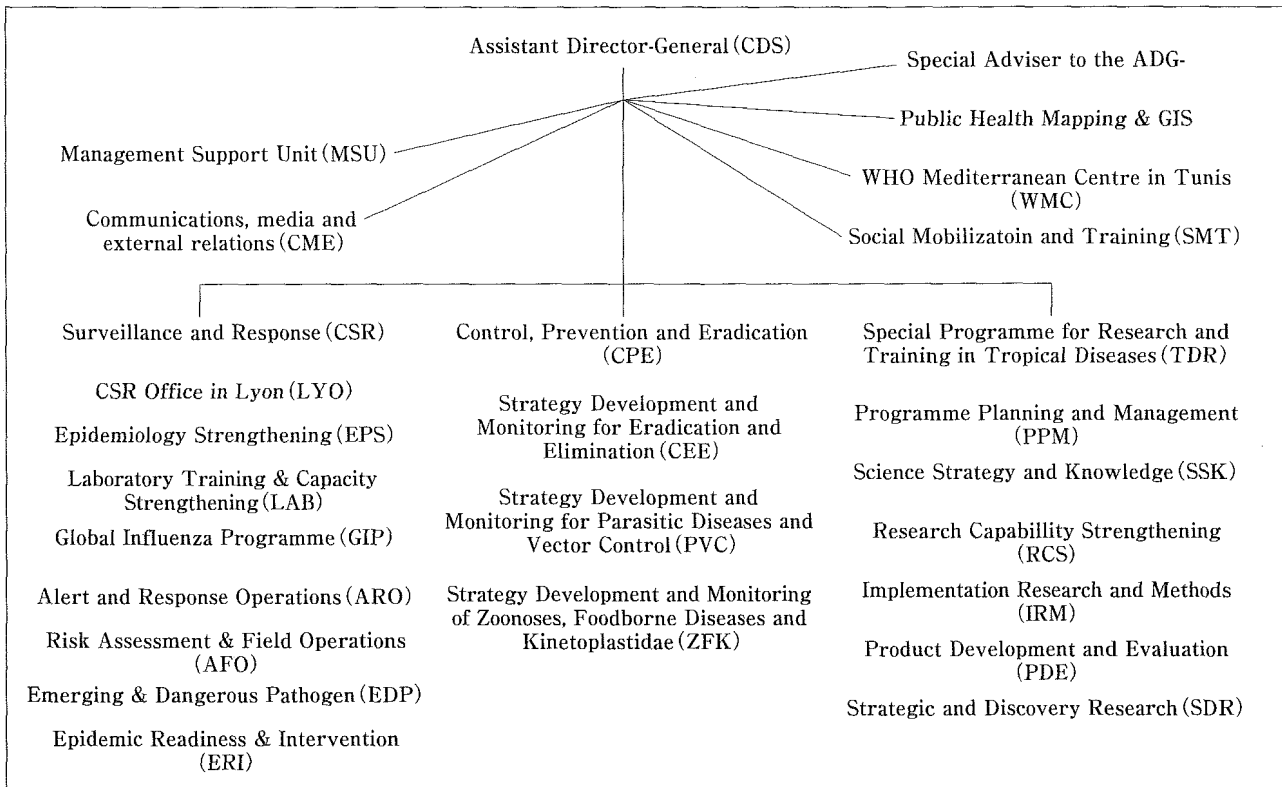 Assistant Director-General(CDS)
Special Adviser to the ADG-
Public Health Mapping & GIS
Management Support Unit(MSU)
WHO Mediterranean Centre in Tunis
(WMC)
Communications, media and
external relations(CME)
Social Mobilizatoin and Training(SMT)
Surveillance and Response(CSR)
CSR Office in Lyon(LYO)
Epidemiology Strengthening(EPS)
Laboratory Training & Capacity
Strengthening(LAB)
Global Influenza Programme(GIP)
Alert and Response Operations(ARO)
Risk Assessment & Field Operations
(AFO)
Emerging & Dangerous Pathogen(EDP)
Epidemic Readiness & Intervention
(ERI)
Control, Prevention and Eradication
(CPE)
Strategy Development and
Monitoring for Eradication and
Elimination(CEE)
Strategy Development and
Monitoring for Parasitic Diseases and
Vector Control(PVC)
Strategy Development and Monitoring
of Zoonoses, Foodborne Diseases and
Kinetoplastidae(ZFK)
Special Programme for Research and
Training in Tropical Diseases(TDR)
Programme Planning and Management
(PPM)
Science Strategy and Knowledge(SSK)
Research Capabillity Strengthening
(RCS)
Implementation Research and Methods
(IRM)
Product Development and Evaluation
(PDE)
Strategic and Discovery Research(SDR)